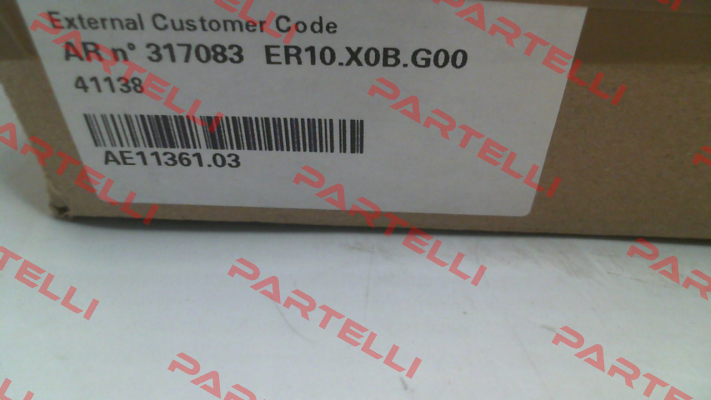 External Customer Code
AR n° 317083 ER10.X0B.G00
41138
AE11361.03
PARTELLI
PARTELLI
PARTELLI
PARTELLI
PARTELLI
PARTELLI
PARTELLI
PARTELLI